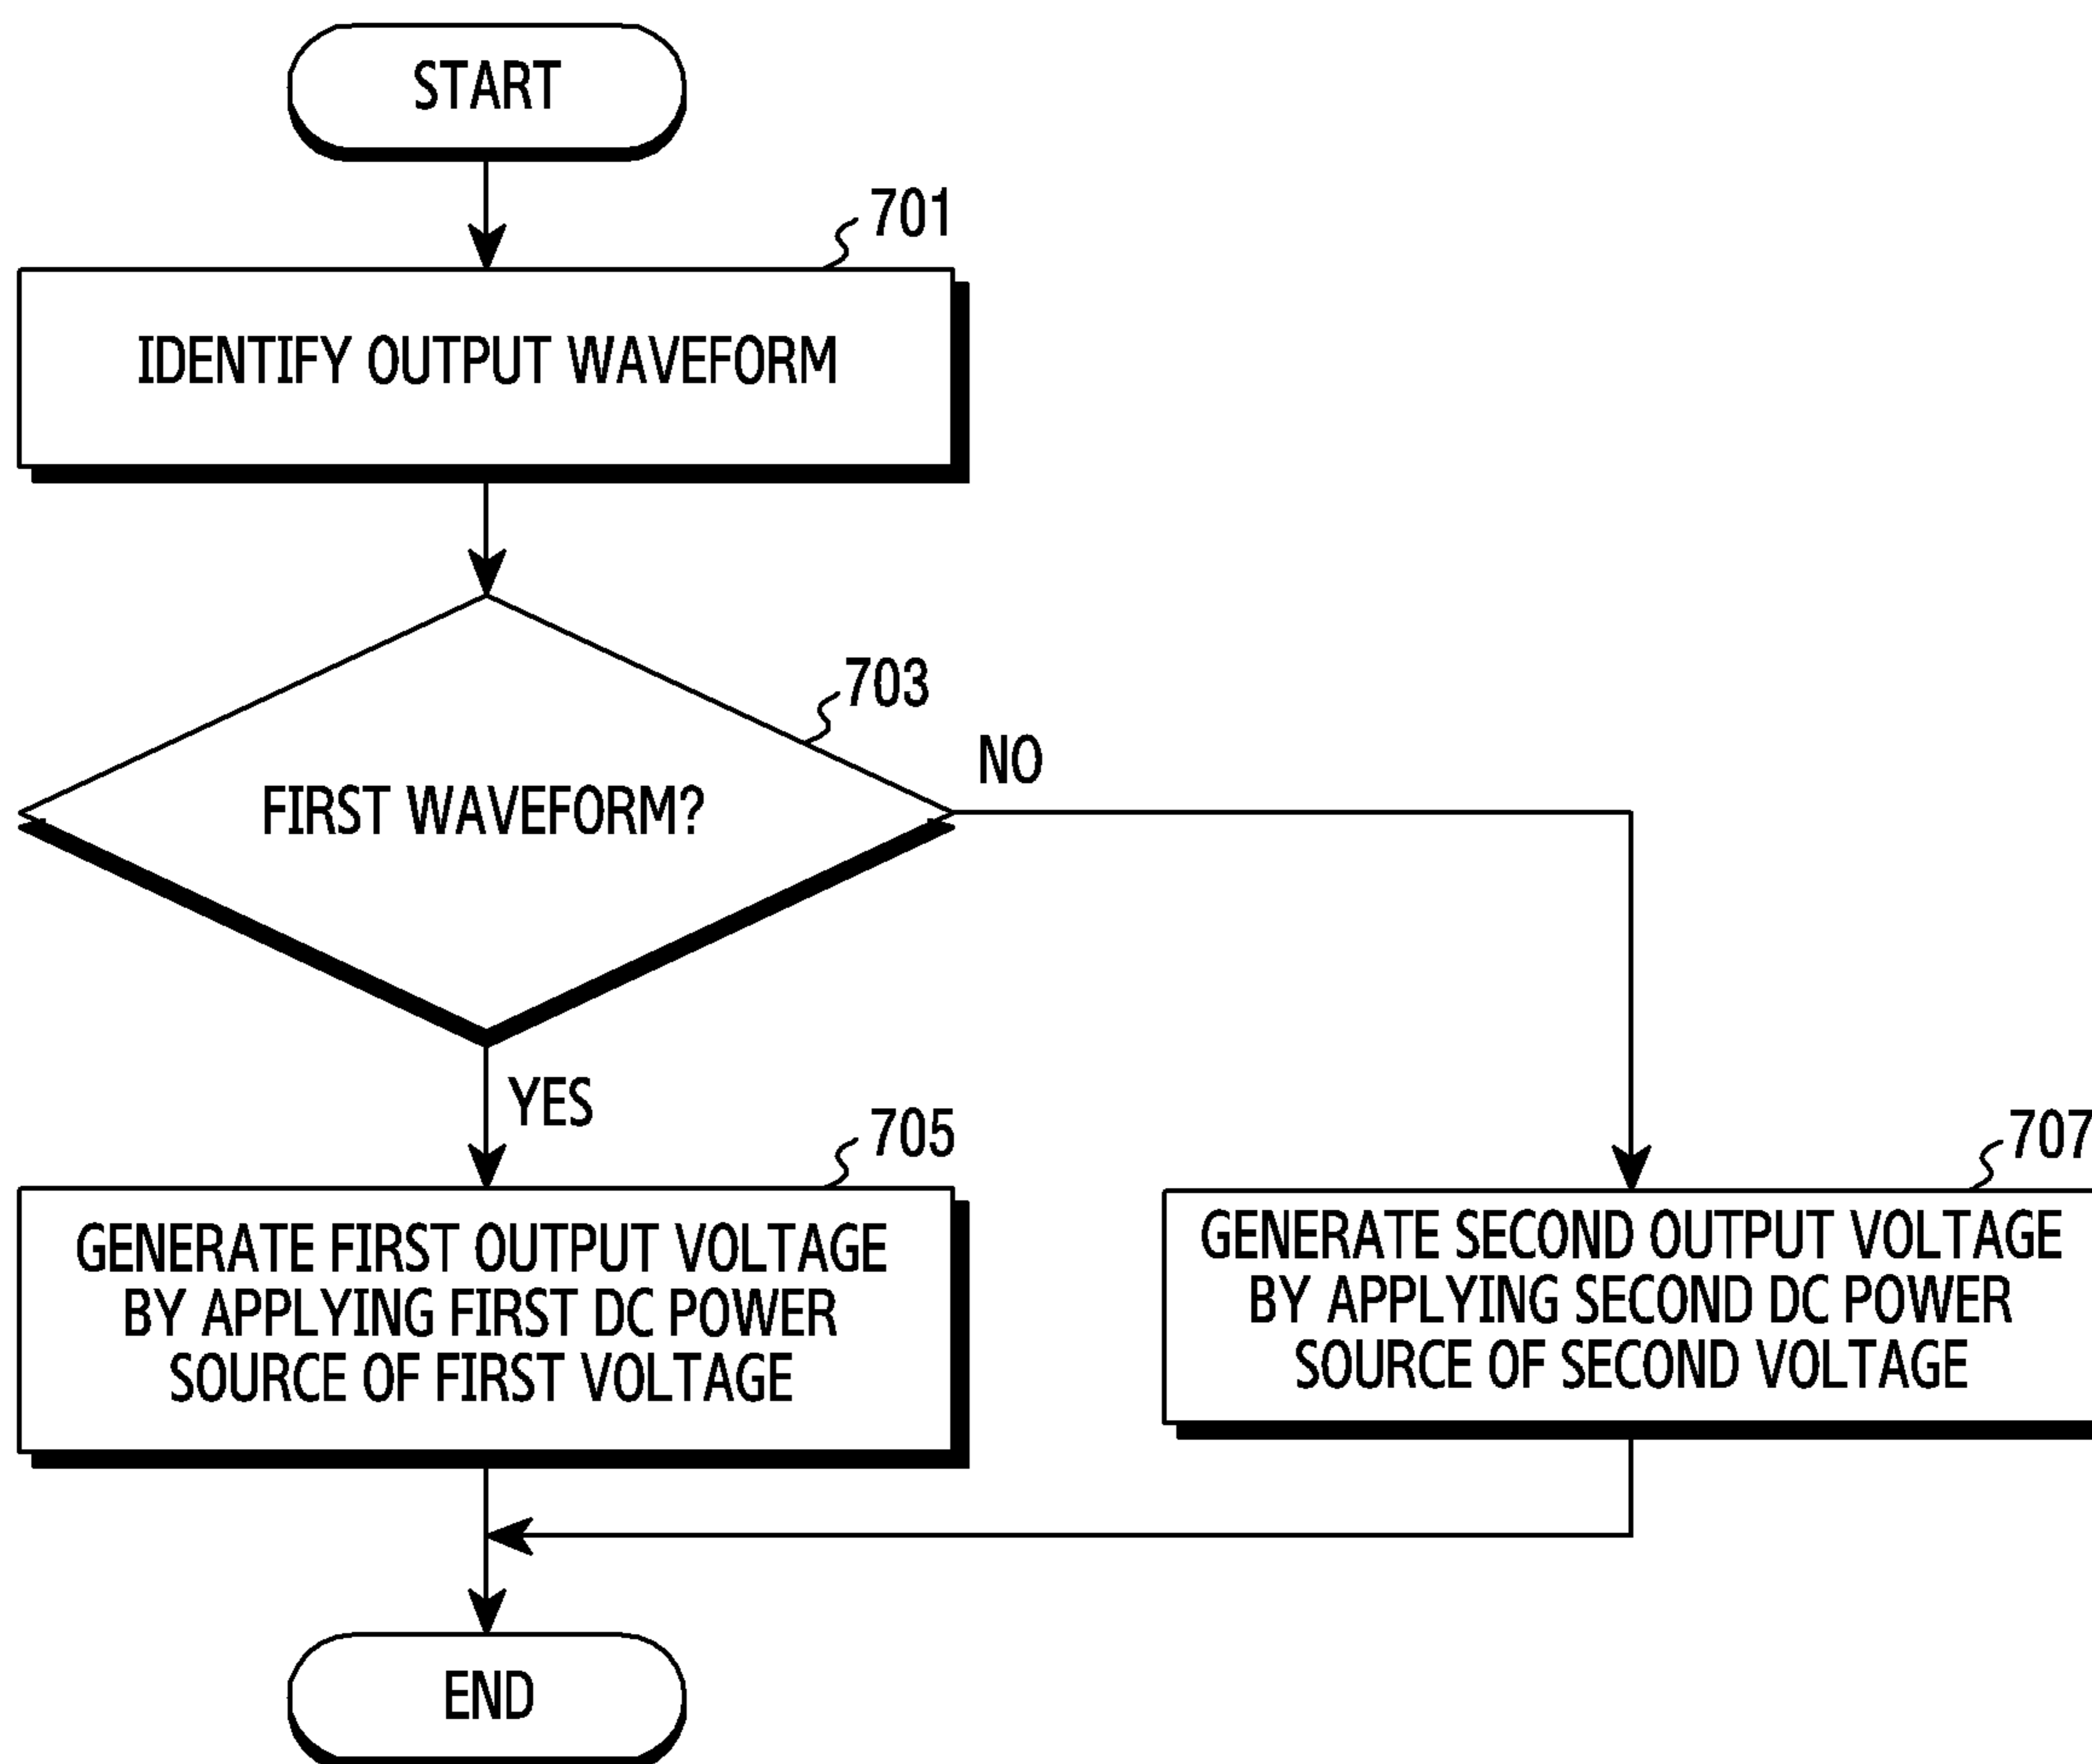 START
701
IDENTIFY OUTPUT WAVEFORM
703
FIRST WAVEFORM?
NO
YES
705
GENERATE FIRST OUTPUT VOLTAGE
BY APPLYING FIRST DC POWER
SOURCE OF FIRST VOLTAGE
707
GENERATE SECOND OUTPUT VOLTAGE
BY APPLYING SECOND DC POWER
SOURCE OF SECOND VOLTAGE
END